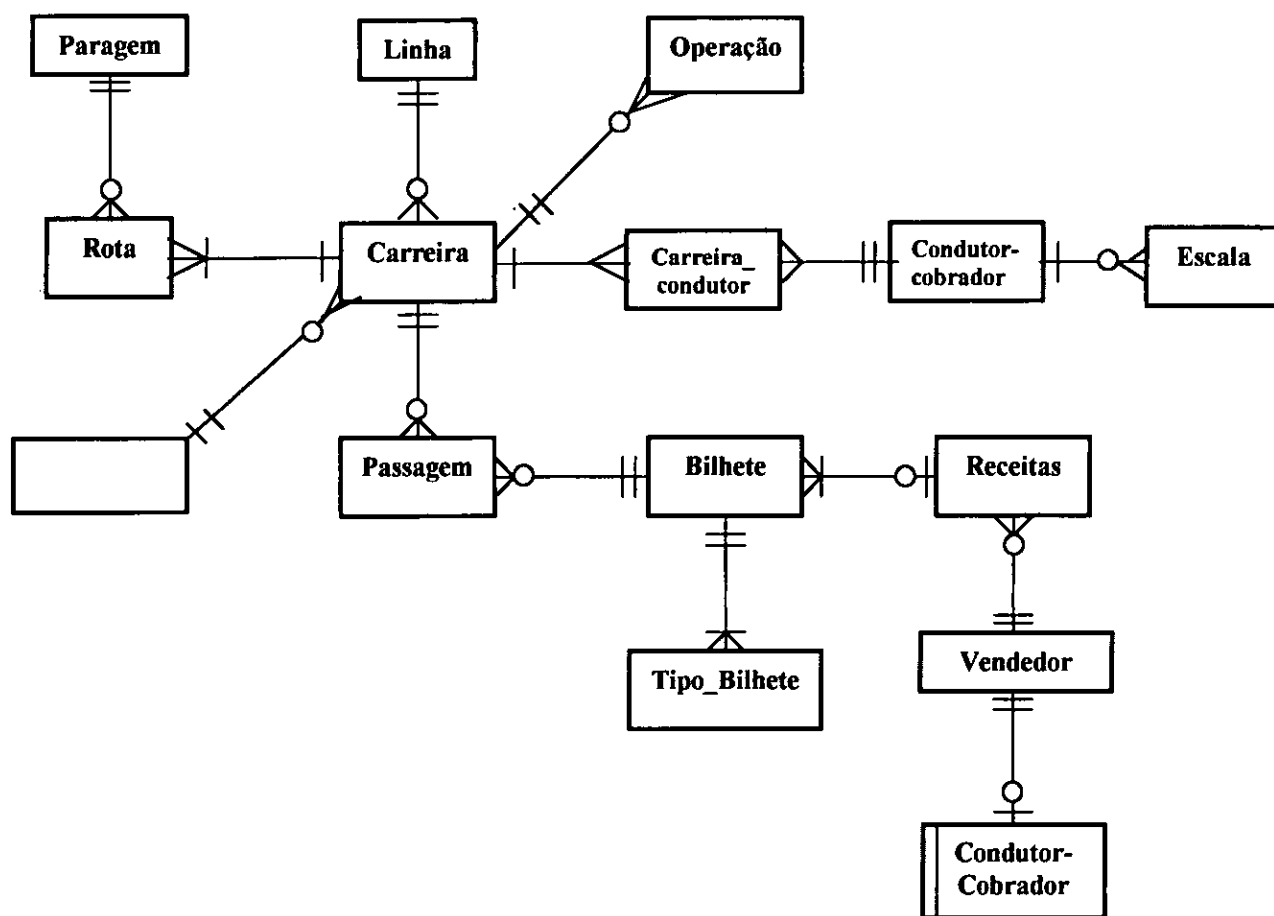 Paragem
Linha
Operação
Rota
Carreira
Carreira_
condutor
Condutor-
cobrador
Escala
Passagem
Bilhete
Receitas
Tipo_Bilhete
Vendedor
Condutor-
Cobrador